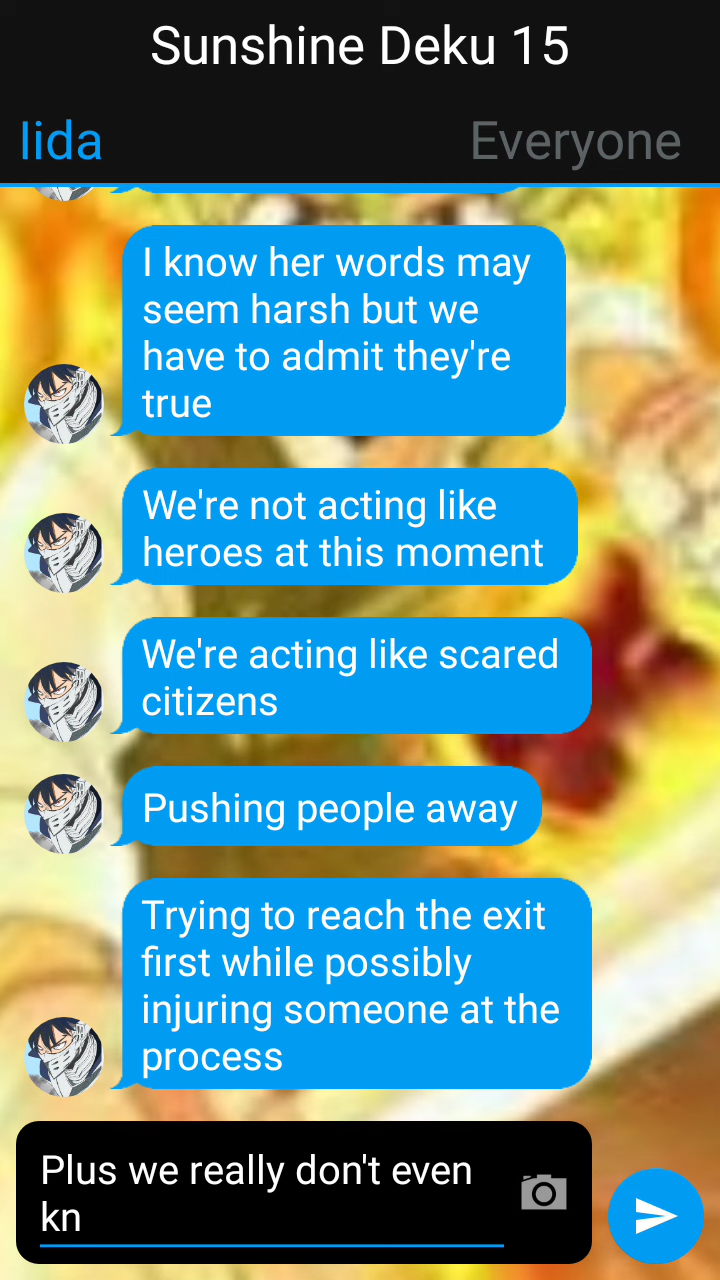 Sunshine Deku 15
Iida
Everyone
I know her words may
seem harsh but we
have to admit they're
true
We're not acting like
heroes at this moment
We're acting like scared
citizens
Pushing people away
Trying to reach the exit
first while possibly
injuring someone at the
process
Plus we really don't even
kn